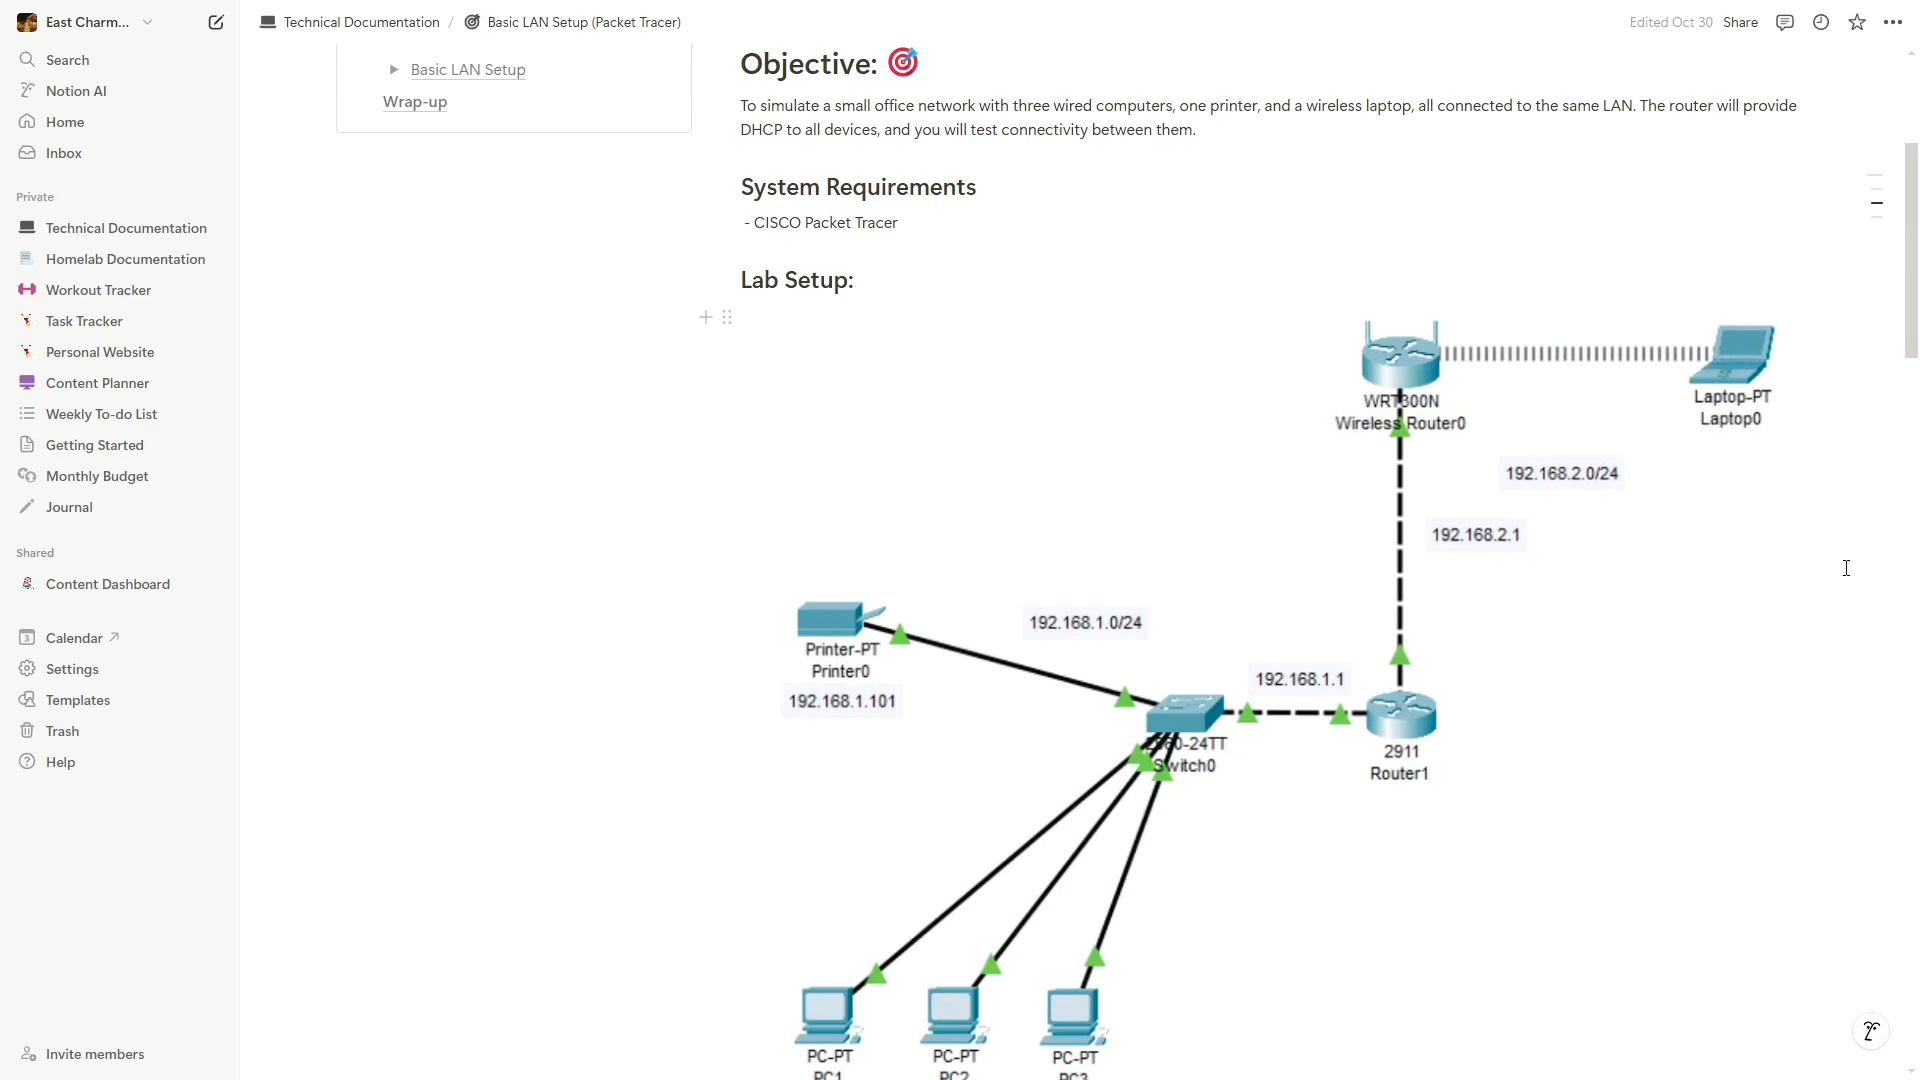 East Charm...
Search
Notion AI
Home
Inbox
Private
Technical Documentation
Homelab Documentation
Workout Tracker
Task Tracker
Personal Website
Content Planner
Weekly To-do List
Getting Started
Monthly Budget
Journal
Shared
Content Dashboard
Calendar
Settings
Templates
Trash
Help
Invite members
Technical Documentation / Basic LAN Setup (Packet Tracer)
Edited Oct 30 Share
Basic LAN Setup
Wrap-up
Objective:
To simulate a small office network with three wired computers, one printer, and a wireless laptop, all connected to the same LAN. The router will provide
DHCP to all devices, and you will test connectivity between them.
System Requirements
- CISCO Packet Tracer
Lab Setup:
WRT300N
Wireless Router0
Laptop-PT
Laptop0
192.168.2.0/24
192.168.2.1
192.168.1.0/24
Printer-PT
Printer0
192.168.1.101
192.168.1.1
2960-24TT
Switch0
2911
Router1
PC-PT
PC1
PC-PT
PC2
PC-PT
PC3